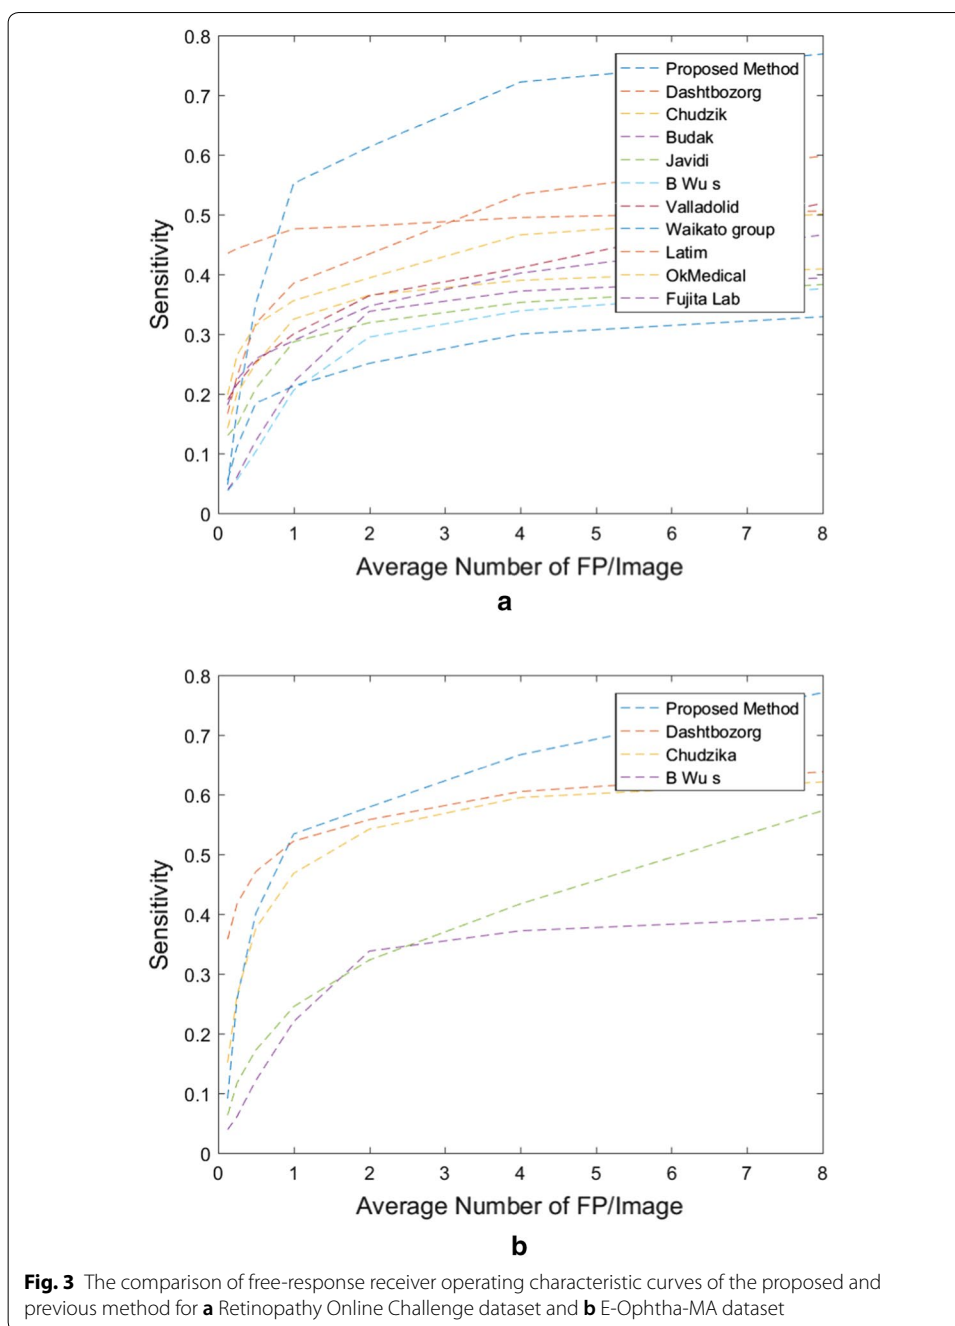 0.8
0.7
0.6
0.5
0.4
0.3
0.2
0.1
0
Sensitivity
Proposed Method
Dashtbozorg
Chudzik
Budak
Javidi
B Wu s
Valladolid
Waikato group
Latim
OkMedical
Fujita Lab
0 1 2 3 4 5 6 7 8
Average Number of FP/Image
a
0.8
0.7
0.6
0.5
0.4
0.3
0.2
0.1
0
Sensitivity
Proposed Method
Dashtbozorg
Chudzika
B Wu s
0 1 2 3 4 5 6 7 8
Average Number of FP/Image
b
Fig. 3 The comparison of free-response receiver operating characteristic curves of the proposed and
previous method for a Retinopathy Online Challenge dataset and b E-Ophtha-MA dataset